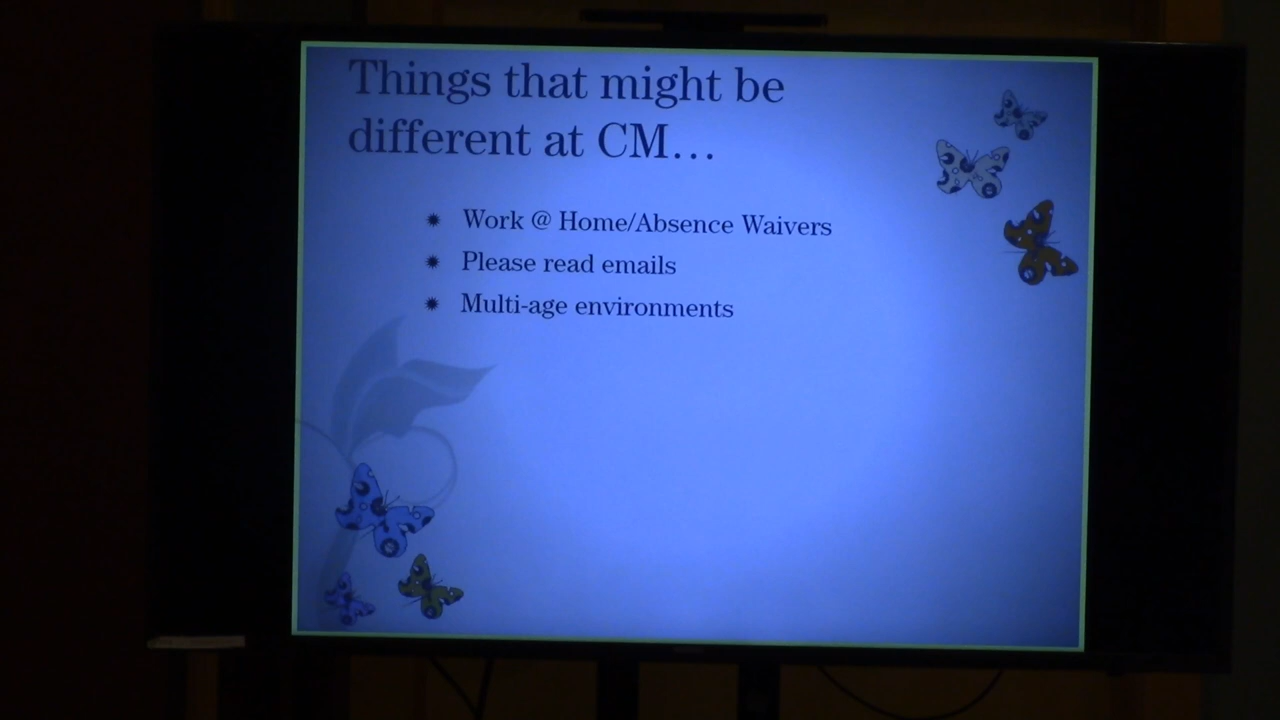 Things that might be
different at CM…
Work @ Home/Absence Waivers
Please read emails
Multi-age environments